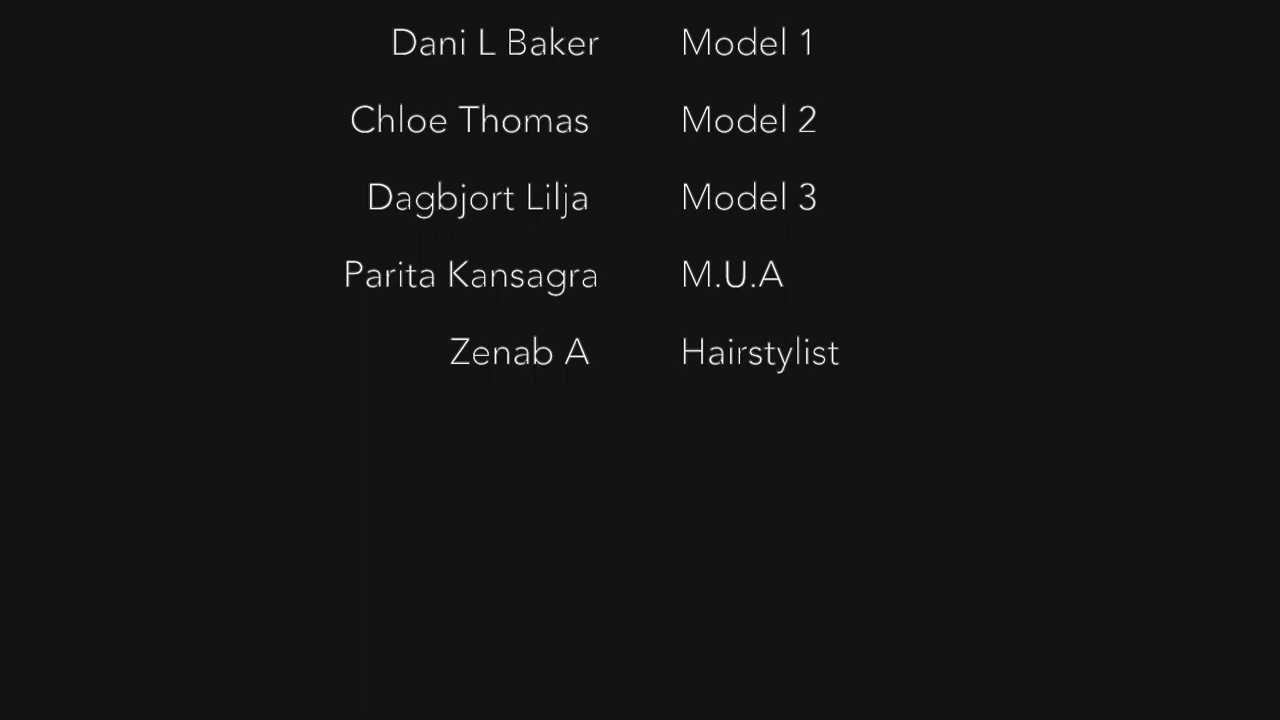 Dani L Baker Model 1
Chloe Thomas Model 2
Dagbjort Lilja Model 3
Parita Kansagra M.U.A
Zenab A Hairstylist